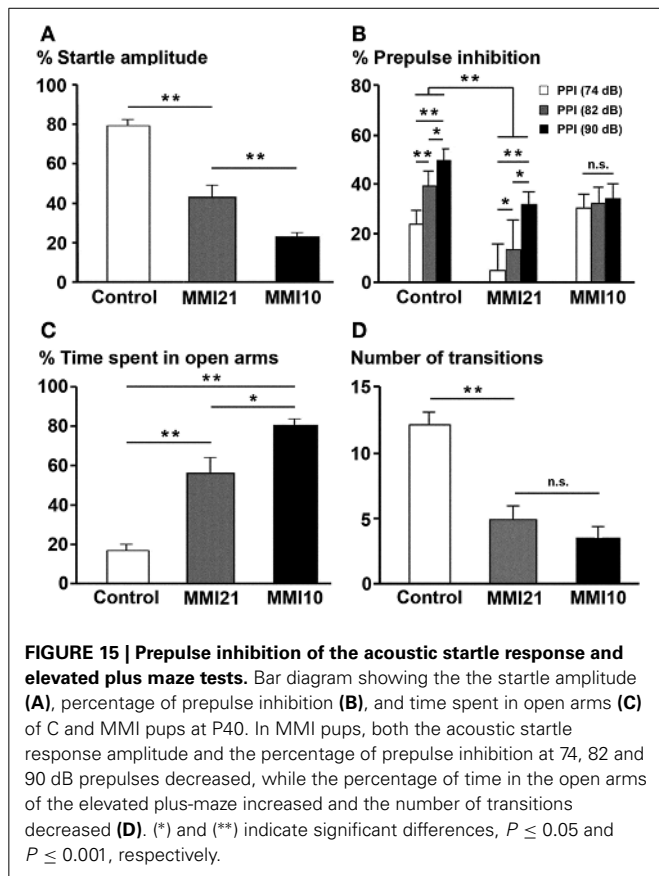 A
% Startle amplitude
100
80
60
40
20
0
**
**
Control MMI21 MMI10
B
% Prepulse inhibition
80
60
40
20
0
**
PPI (74 dB)
PPI (82 dB)
PPI (90 dB)
**
*
**
**
*
*
n.s.
Control MMI21 MMI10
C
% Time spent in open arms
100
80
60
40
20
0
**
*
**
Control MMI21 MMI10
D
Number of transitions
15
10
5
0
**
n.s.
Control MMI21 MMI10
FIGURE 15 | Prepulse inhibition of the acoustic startle response and
elevated plus maze tests. Bar diagram showing the the startle amplitude
(A), percentage of prepulse inhibition (B), and time spent in open arms (C)
of C and MMI pups at P40. In MMI pups, both the acoustic startle
response amplitude and the percentage of prepulse inhibition at 74, 82 and
90 dB prepulses decreased, while the percentage of time in the open arms
of the elevated plus-maze increased and the number of transitions
decreased (D). (*) and (**) indicate significant differences, P ≤ 0.05 and
P ≤ 0.001, respectively.